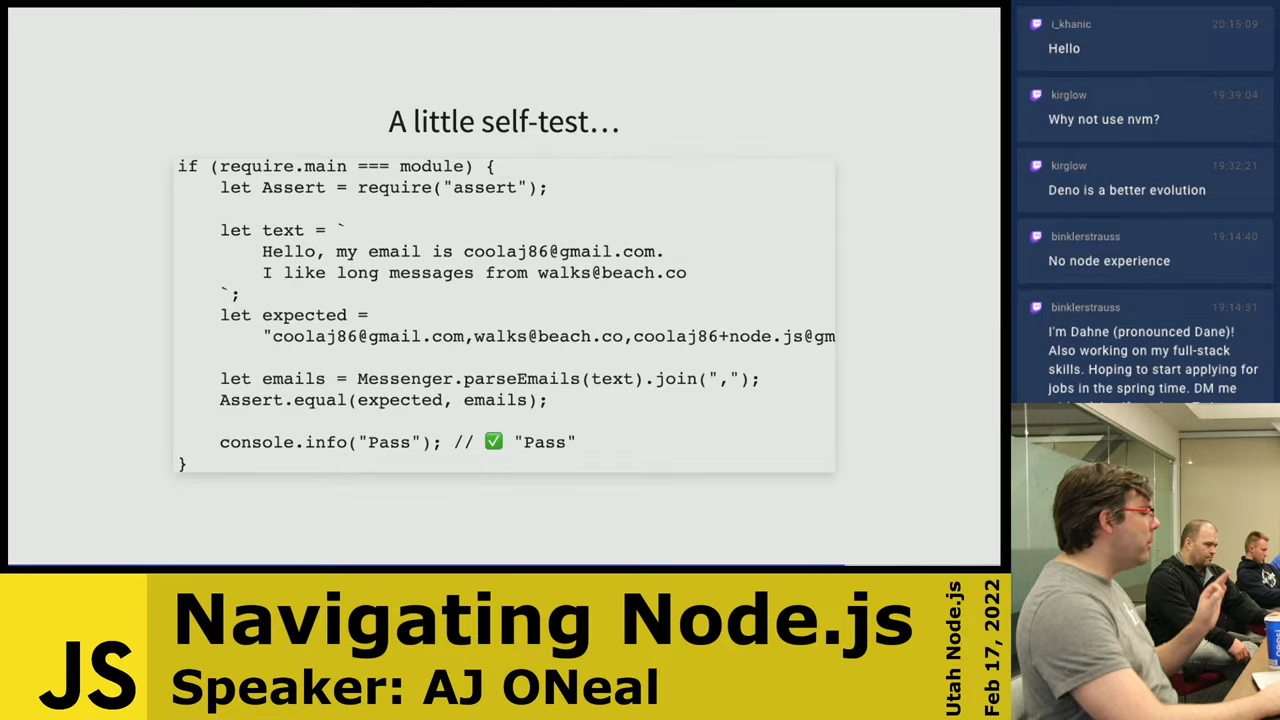 A little self-test…
if (require.main === module) {
let Assert = require("assert");
let text = `
Hello, my email is coolaj86@gmail.com.
I like long messages from walks@beach.co
`;
let expected =
"coolaj86@gmail.com,walks@beach.co,coolaj86+node.js@gm
let emails = Messenger.parseEmails(text).join(",");
Assert.equal(expected, emails);
console.info("Pass"); // ✅ "Pass"
}
i_khanic 20:15:09
Hello
kirglow 19:39:04
Why not use nvm?
kirglow 19:32:21
Deno is a better evolution
binklerstrauss 19:14:40
No node experience
binklerstrauss 19:14:31
I'm Dahne (pronounced Dane)!
Also working on my full-stack
skills. Hoping to start applying for
jobs in the spring time. DM me
JS
Navigating Node.js
Speaker: AJ ONeal
Utah Node.js
Feb 17, 2022